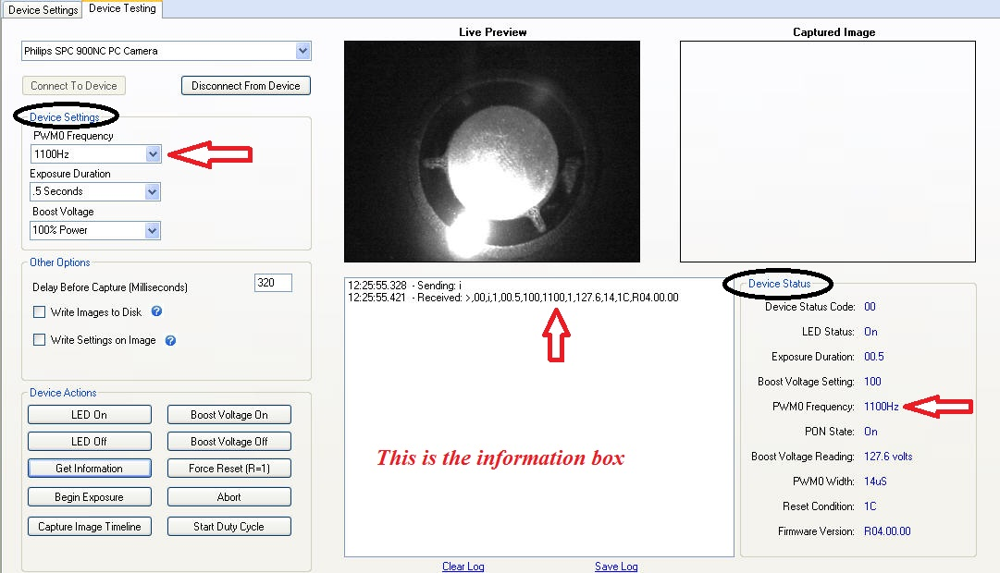 Device Settings
Device Testing
Philips SPC 900NC PC Camera
Connect To Device
Disconnect From Device
Device Settings
PWM0 Frequency
1100Hz
Exposure Duration
.5 Seconds
Boost Voltage
100% Power
Other Options
Delay Before Capture (Milliseconds)
320
Write Images to Disk
?
Write Settings on Image
?
Device Actions
LED On
Boost Voltage On
LED Off
Boost Voltage Off
Get Information
Force Reset (R=1)
Begin Exposure
Abort
Capture Image Timeline
Start Duty Cycle
Live Preview
Captured Image
12:25:55.328 - Sending: i
12:25:55.421 - Received: >,00,i,1,00.5,100,1100,1,127.6,14,1C,R04.00.00
This is the information box
Clear Log
Save Log
Device Status
Device Status Code: 00
LED Status: On
Exposure Duration: 00.5
Boost Voltage Setting: 100
PWM0 Frequency: 1100Hz
PON State: On
Boost Voltage Reading: 127.6 volts
PWM0 Width: 14uS
Reset Condition: 1C
Firmware Version: R04.00.00